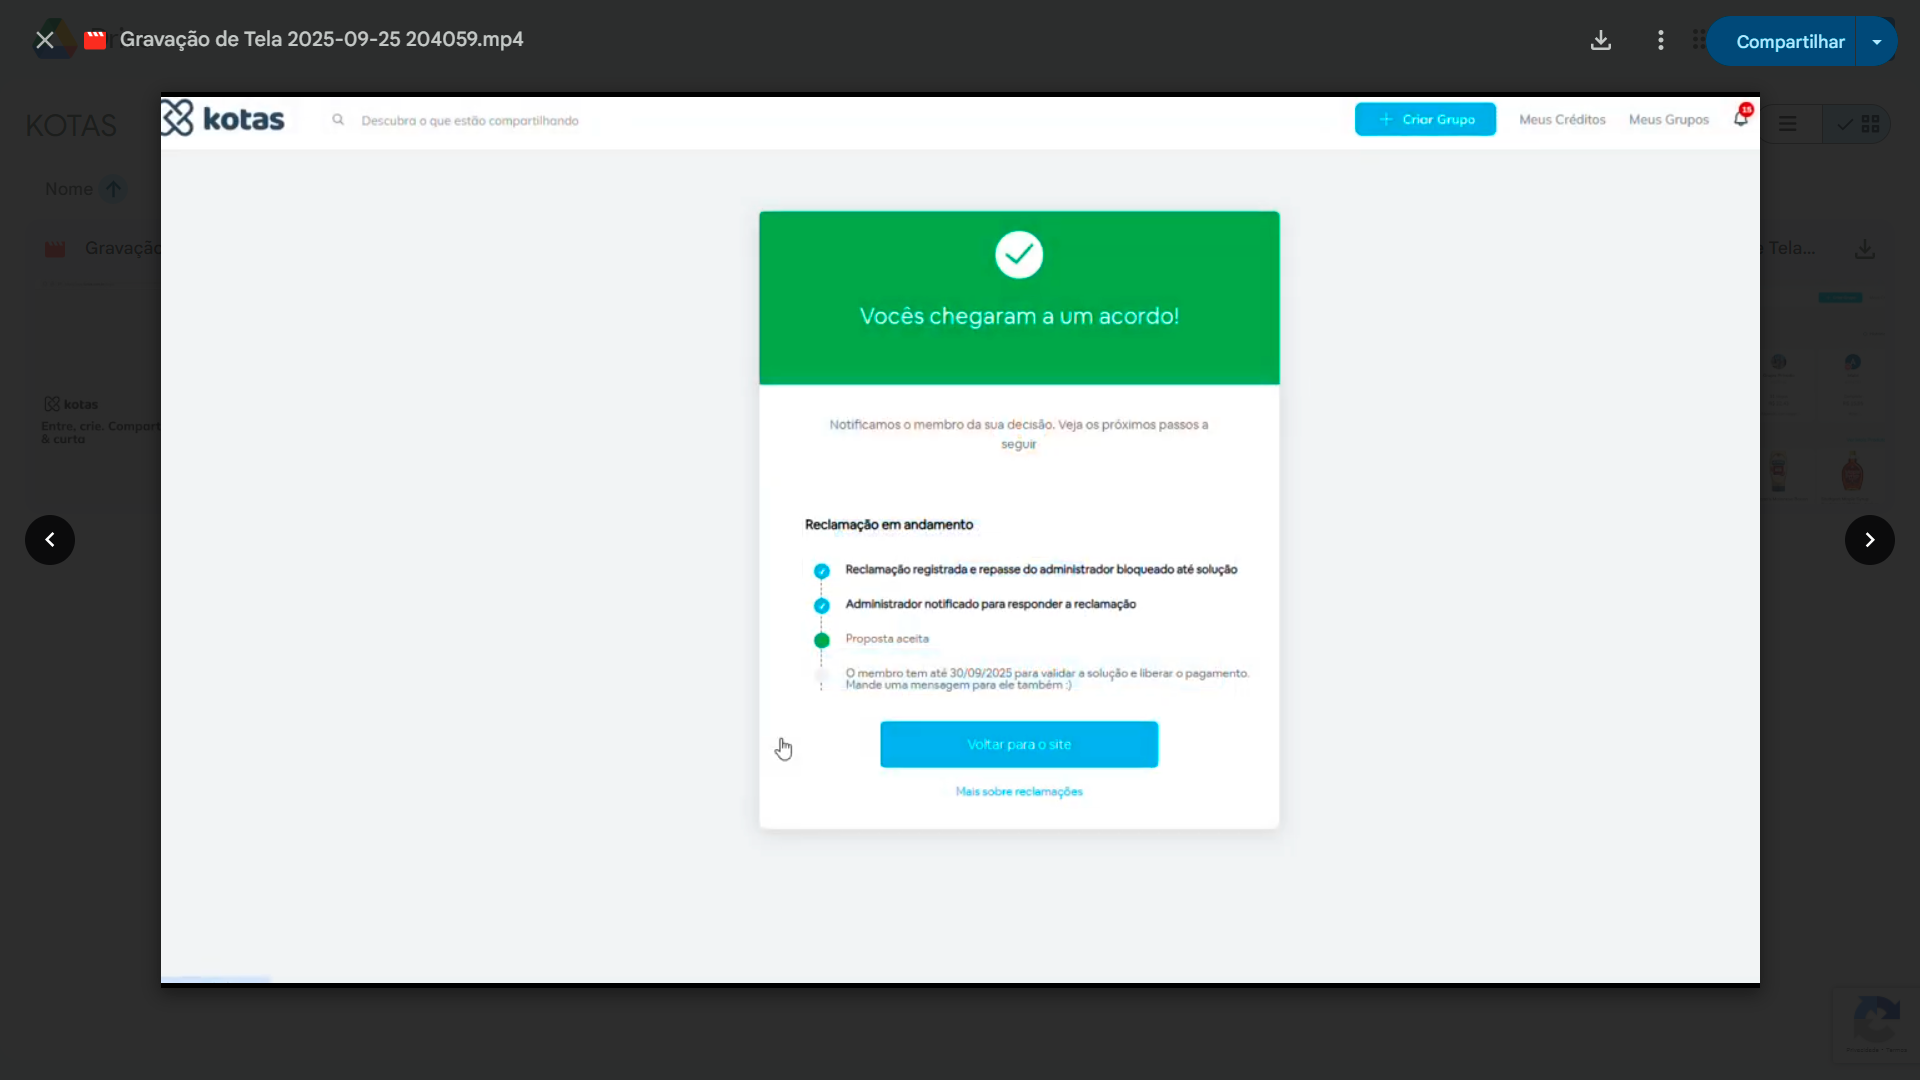 Gravação de Tela 2025-09-25 204059.mp4
Compartilhar
KOTAS
Nome
Gravação
e Tela...
kotas
Entre, crie. Compart
& curta
kotas
Descubra o que estão compartilhando
Criar Grupo
Meus Créditos
Meus Grupos
15
Vocês chegaram a um acordo!
Notificamos o membro da sua decisão. Veja os próximos passos a
seguir
Reclamação em andamento
Reclamação registrada e repasse do administrador bloqueado até solução
Administrador notificado para responder a reclamação
Proposta aceita
O membro tem até 30/09/2025 para validar a solução e liberar o pagamento.
Mande uma mensagem para ele também :)
Voltar para o site
Mais sobre reclamações